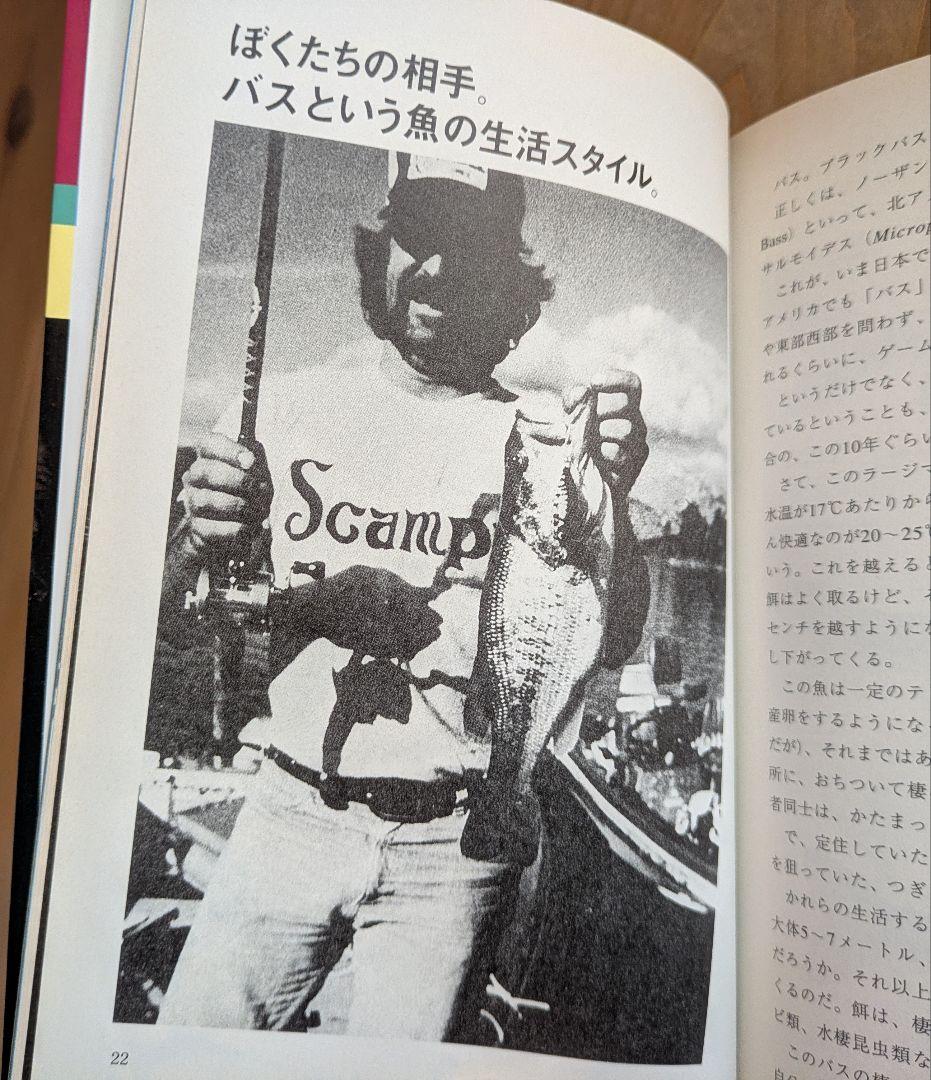 ぼくたちの相手。
バスという魚の生活スタイル。
Scamp
22
バス。ブラックバス
正しくは、ノーザン
Bass）といって、北ア
サルモイデス（Microp
これが、いま日本で
アメリカでも「バス」
や東部西部を問わず、
れるくらいに、ゲーム
というだけでなく、
ているということも、
合の、この10年ぐらい
さて、このラージマ
水温が17℃あたりから
ん快適なのが20〜25℃
いう。これを越えると
餌はよく取るけど、そ
センチを越すようにな
し下がってくる。
この魚は一定のテ
産卵をするようにな
だが)、それまではあ
所に、おちついて棲
者同士は、かたまっ
で、定住していた
を狙っていた、つぎ
かれらの生活する
大体5〜7メートル、
だろうか。それ以上
くるのだ。餌は、棲
ビ類、水棲昆虫類な
このバスの棲